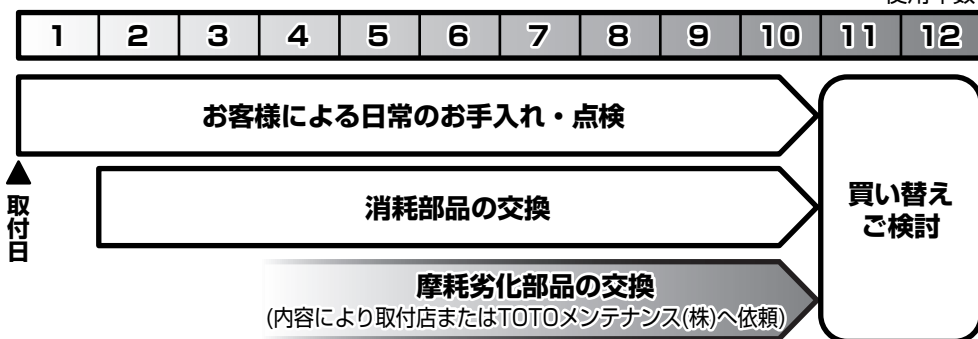 1 2 3 4 5 6 7 8 9 10 11 12
お客様による日常のお手入れ・点検
取付日
消耗部品の交換
買い替え
ご検討
摩耗劣化部品の交換
(内容により取付店またはTOTOメンテナンス(株)へ依頼)